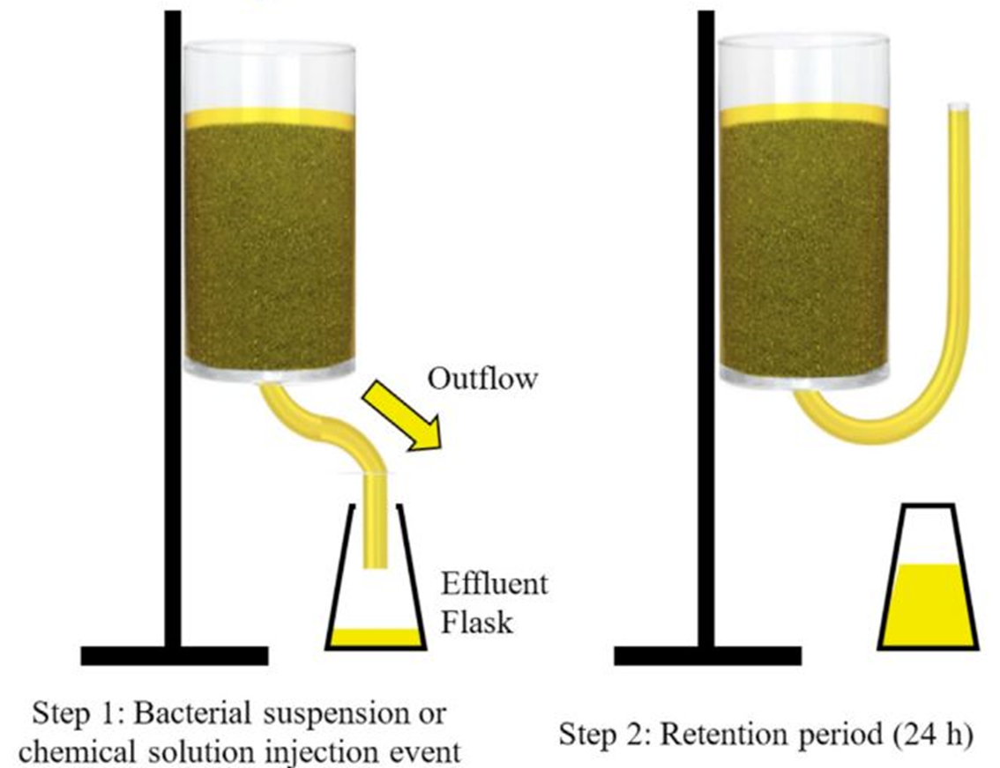 Outflow
Effluent
Flask
Step 1: Bacterial suspension or
chemical solution injection event
Step 2: Retention period (24 h)